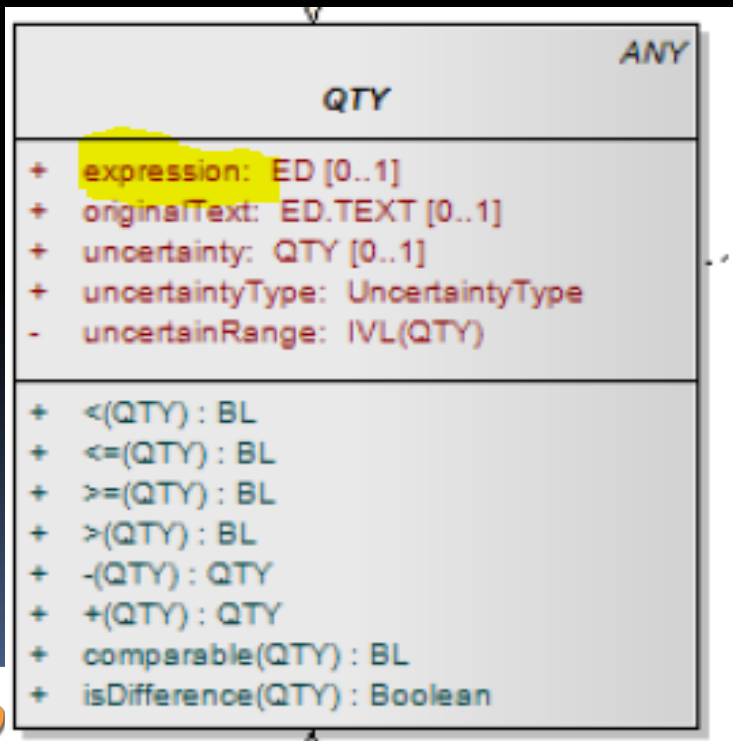 ANY
QTY
+ expression: ED [0..1]
+ originalText: ED.TEXT [0..1]
+ uncertainty: QTY [0..1]
+ uncertaintyType: UncertaintyType
- uncertainRange: IVL(QTY)
+ <(QTY) : BL
+ <=(QTY) : BL
+ >=(QTY) : BL
+ >(QTY) : BL
+ -(QTY) : QTY
+ +(QTY) : QTY
+ comparable(QTY) : BL
+ isDifference(QTY) : Boolean